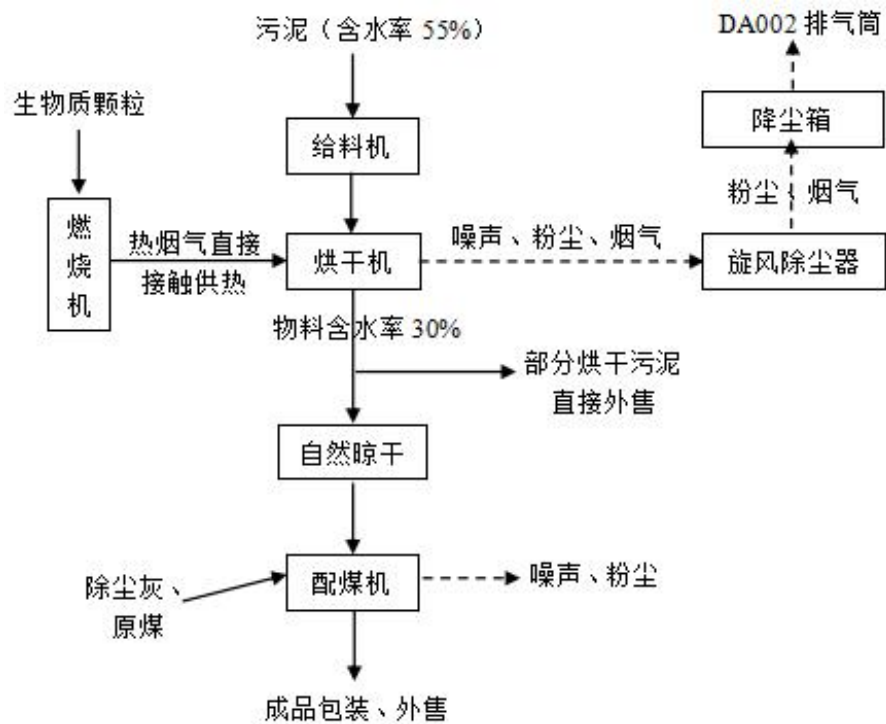 污泥（含水率 55%）
DA002 排气筒
生物质颗粒
降尘箱
给料机
粉尘、烟气
燃烧机
热烟气直接
接触供热
烘干机
噪声、粉尘、烟气
旋风除尘器
物料含水率 30%
部分烘干污泥
直接外售
自然晾干
除尘灰、
原煤
配煤机
噪声、粉尘
成品包装、外售